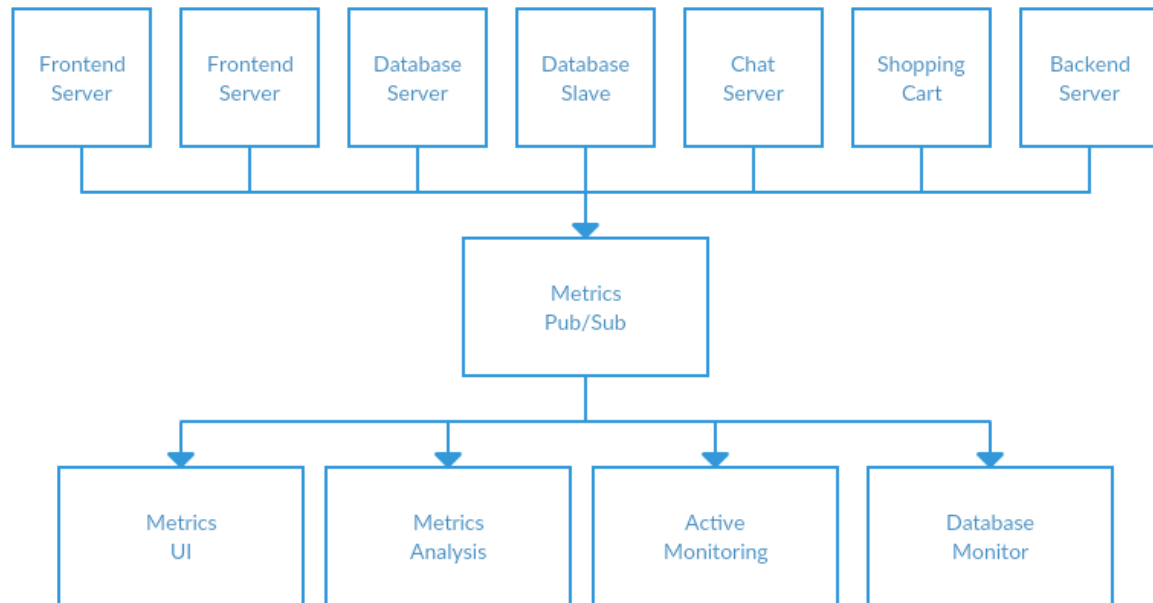 Frontend
Server
Frontend
Server
Database
Server
Database
Slave
Chat
Server
Shopping
Cart
Backend
Server
Metrics
Pub/Sub
Metrics
UI
Metrics
Analysis
Active
Monitoring
Database
Monitor